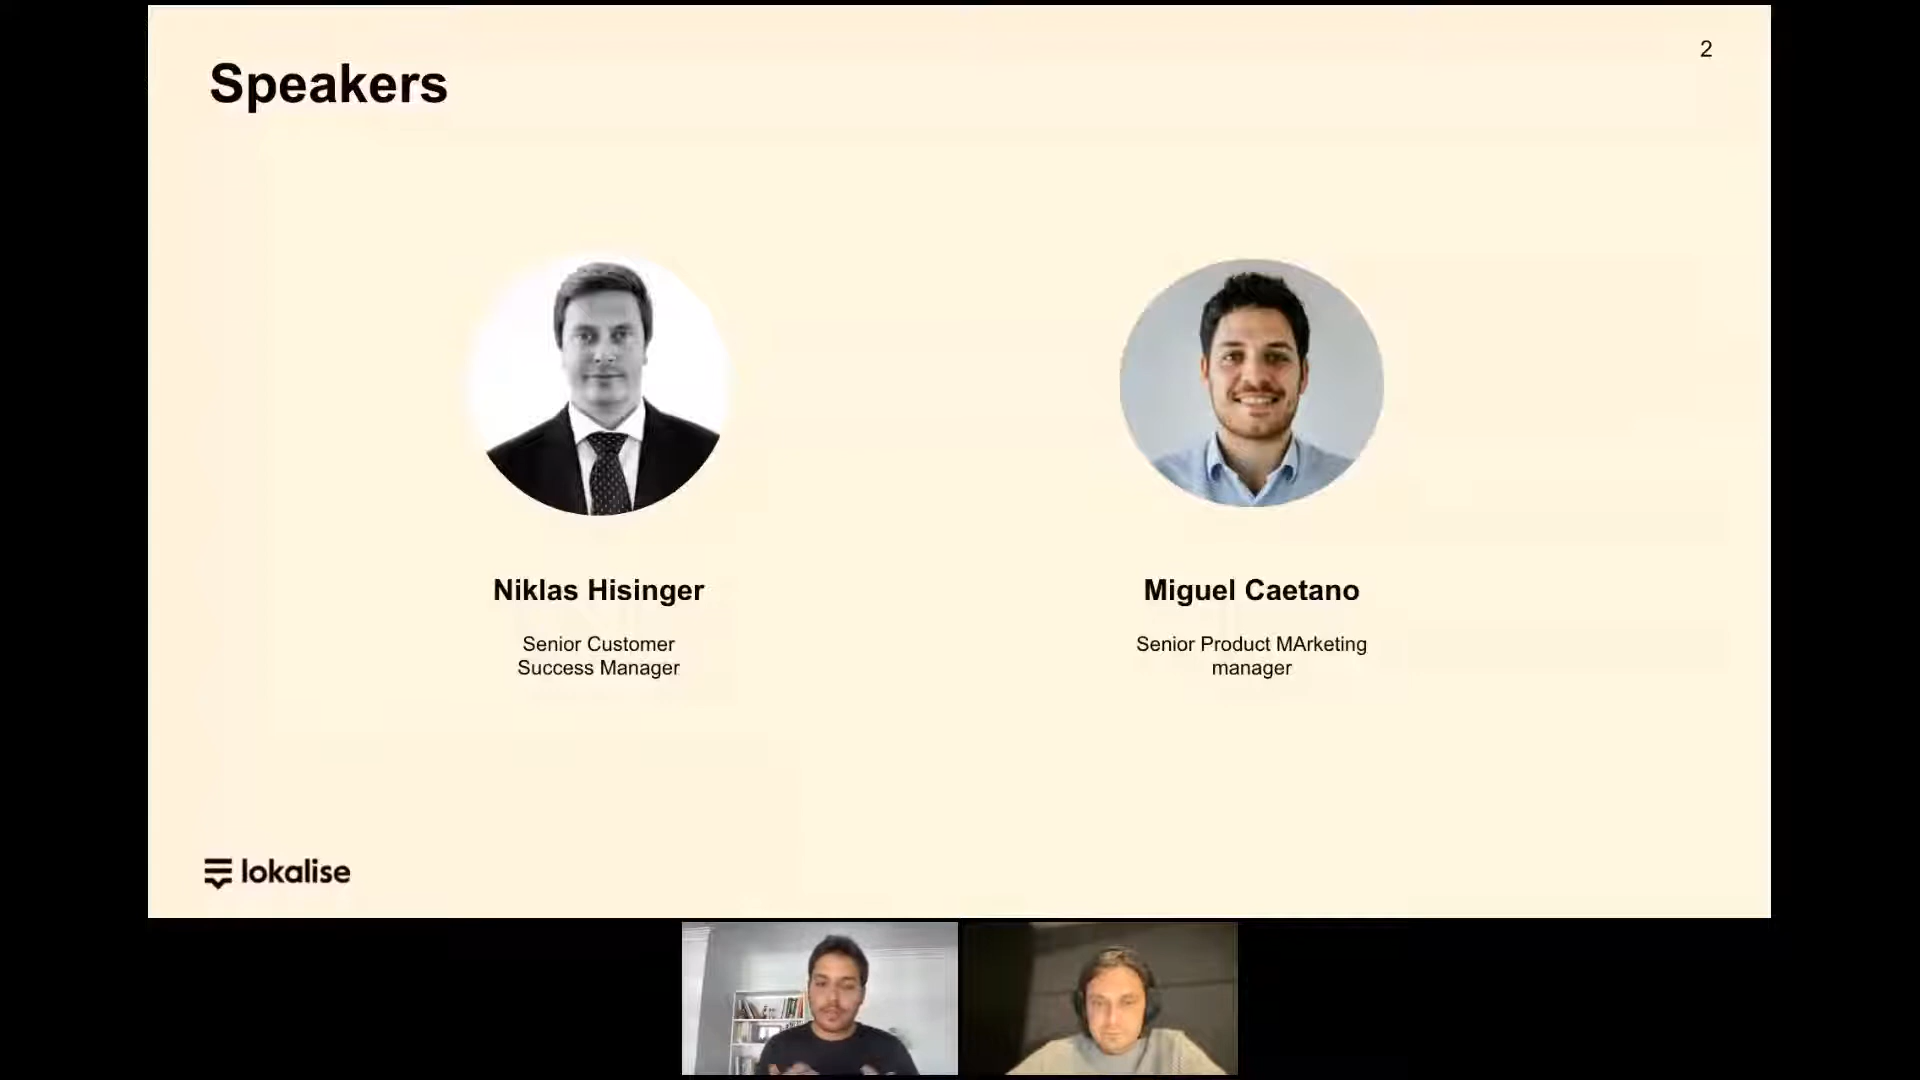 Speakers
2
Niklas Hisinger
Senior Customer
Success Manager
Miguel Caetano
Senior Product MArketing
manager
lokalise